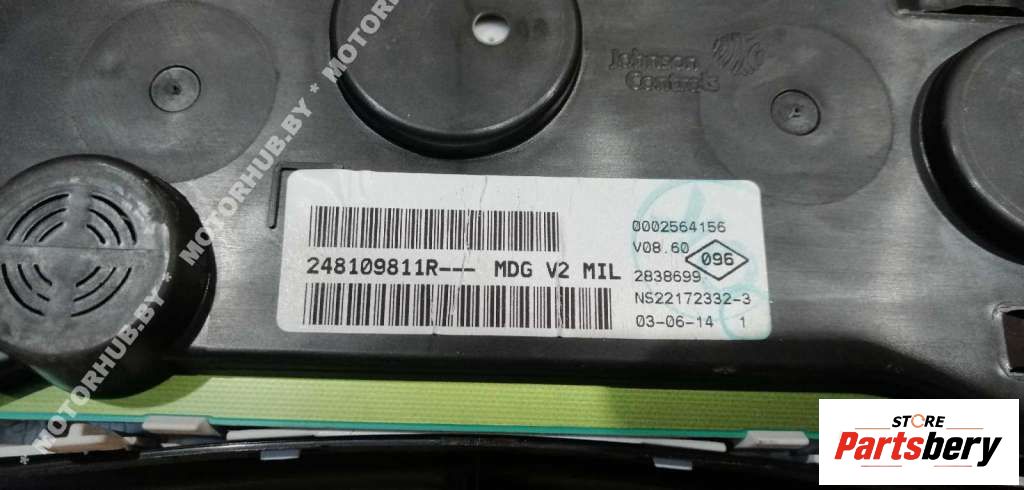 Johnson
Controls
0002564156
V08.60
096
248109811R--- MDG V2 MIL
2838699
NS22172332-3
03-06-14 1
* MOTORHUB.BY * MOTORHUB.BY * MOTORHUB.BY
STORE
Partsbery